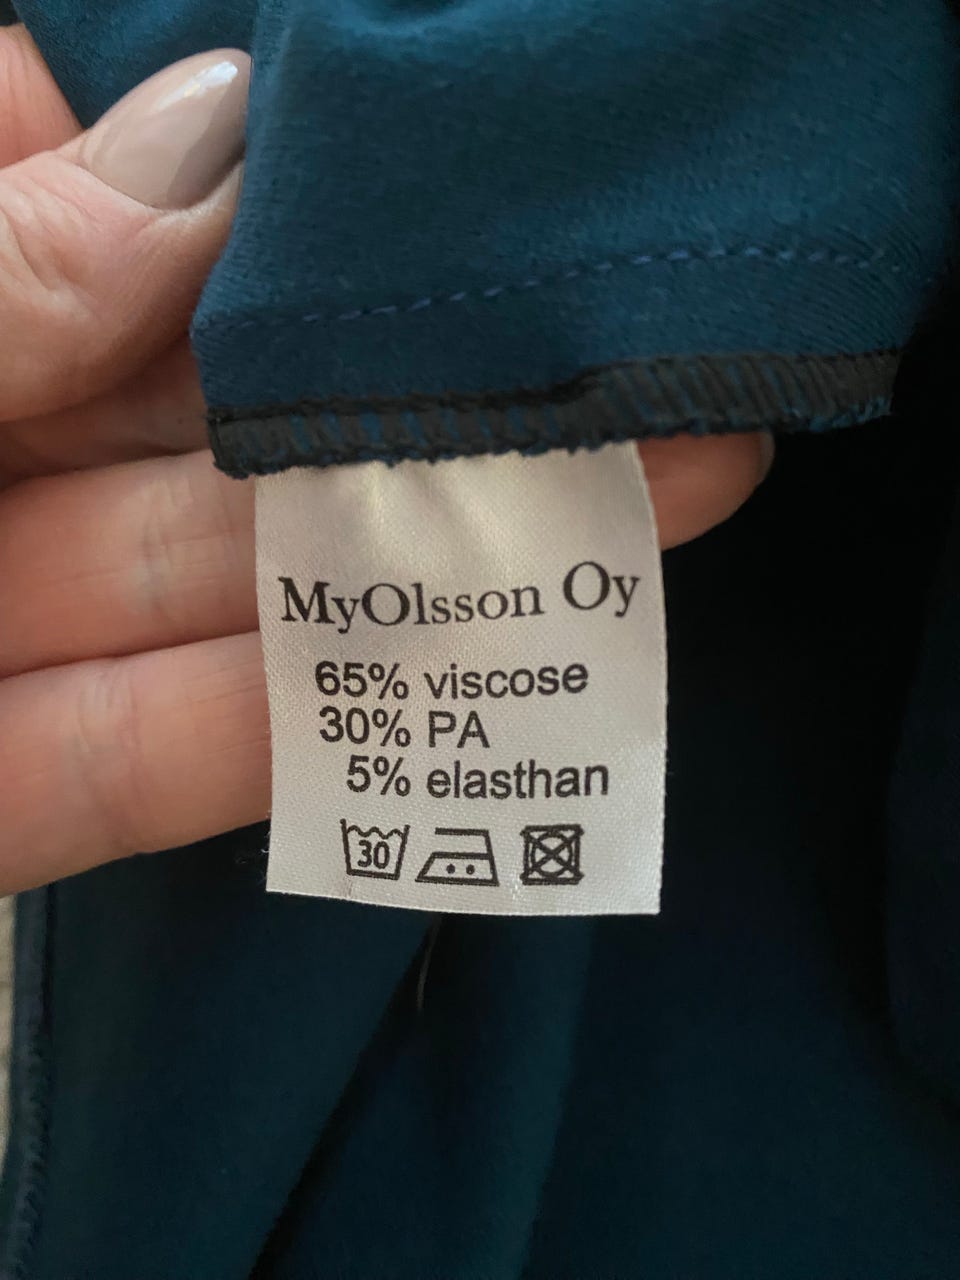 MyOlsson Oy
65% viscose
30% PA
5% elasthan
30